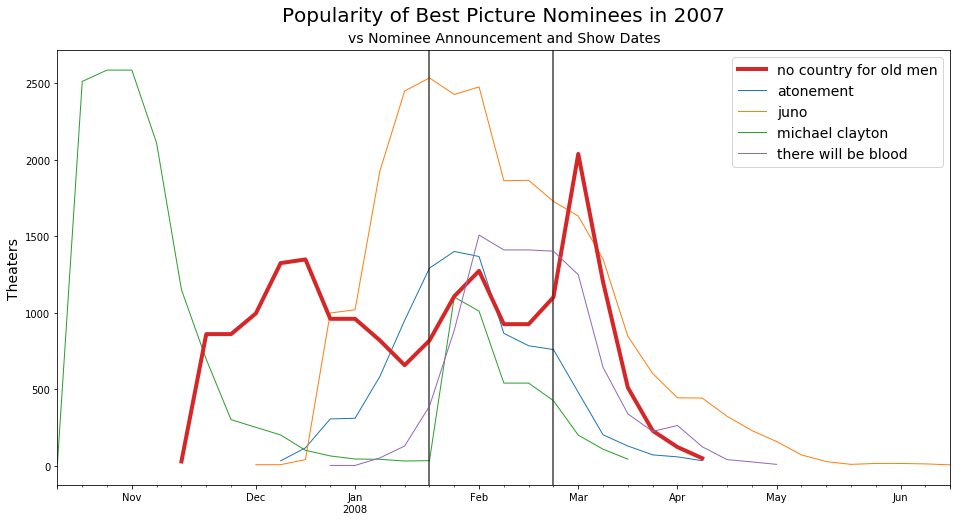 Popularity of Best Picture Nominees in 2007
vs Nominee Announcement and Show Dates
no country for old men
atonement
juno
michael clayton
there will be blood
Theaters
2500
2000
1500
1000
500
0
Nov
Dec
Jan
2008
Feb
Mar
Apr
May
Jun